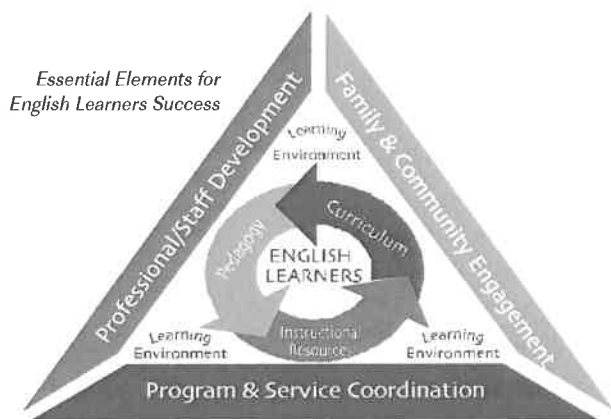 Essential Elements for
English Learners Success
Professional/Staff Development
Family & Community Engagement
Learning
Environment
Pedagogy
Curriculum
ENGLISH
LEARNERS
Instructional
Resources
Learning
Environment
Learning
Environment
Program & Service Coordination